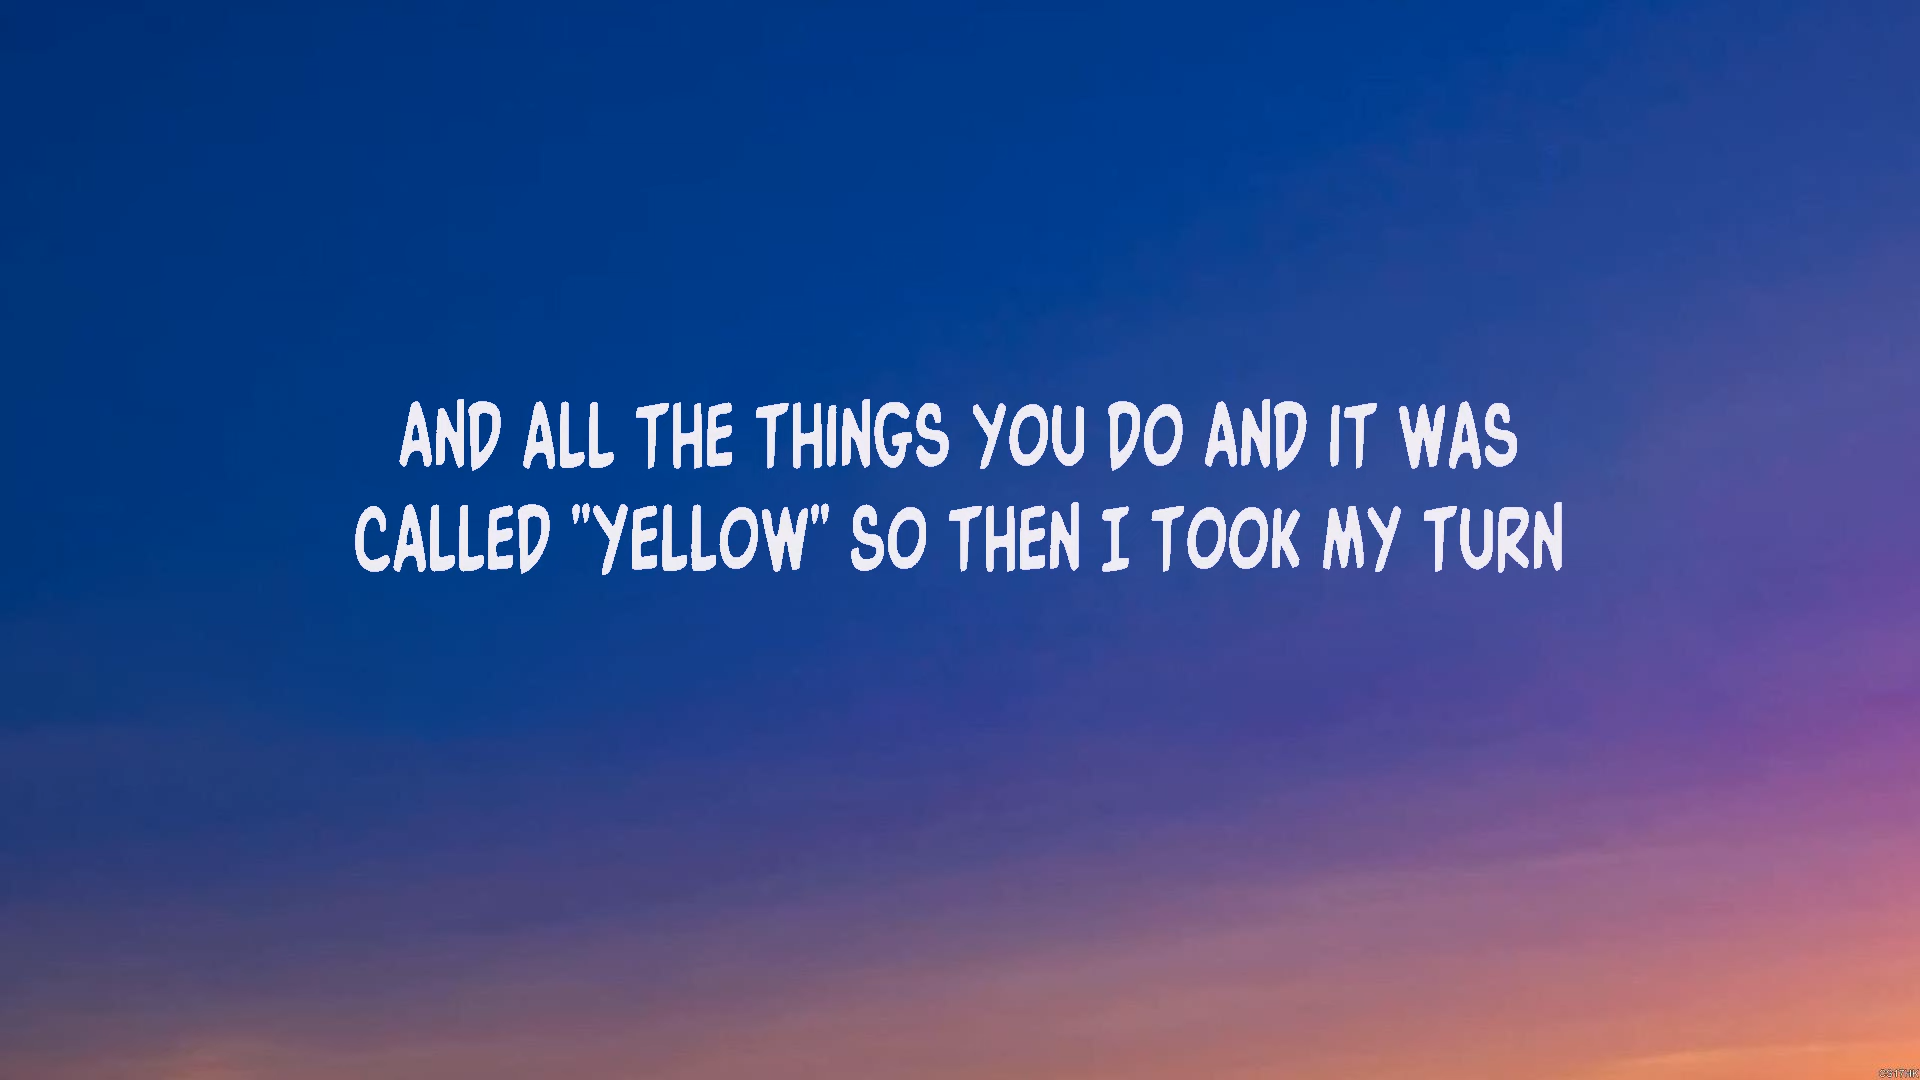 AND ALL THE THINGS YOU DO AND IT WAS
CALLED "YELLOW" SO THEN I TOOK MY TURN